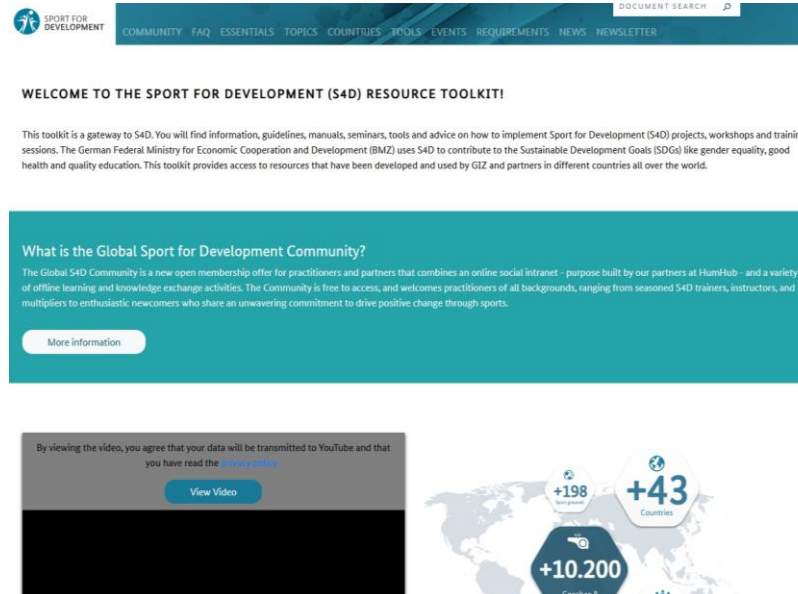 DOCUMENT SEARCH
SPORT FOR
DEVELOPMENT
COMMUNITY FAQ ESSENTIALS TOPICS COUNTRIES TOOLS EVENTS REQUIREMENTS NEWS NEWSLETTER
WELCOME TO THE SPORT FOR DEVELOPMENT (S4D) RESOURCE TOOLKIT!
This toolkit is a gateway to S4D. You will find information, guidelines, manuals, seminars, tools and advice on how to implement Sport for Development (S4D) projects, workshops and trainin
sessions. The German Federal Ministry for Economic Cooperation and Development (BMZ) uses S4D to contribute to the Sustainable Development Goals (SDGs) like gender equality, good
health and quality education. This toolkit provides access to resources that have been developed and used by GIZ and partners in different countries all over the world.
What is the Global Sport for Development Community?
The Global S4D Community is a new open membership offer for practitioners and partners that combines an online social intranet - purpose built by our partners at HumHub - and a variety
of offline learning and knowledge exchange activities. The Community is free to access, and welcomes practitioners of all backgrounds, ranging from seasoned S4D trainers, instructors, and
multipliers to enthusiastic newcomers who share an unwavering commitment to drive positive change through sports.
More information
By viewing the video, you agree that your data will be transmitted to YouTube and that
you have read the privacy policy
View Video
+198
Sport grounds
+43
Countries
+10.200
Coaches &